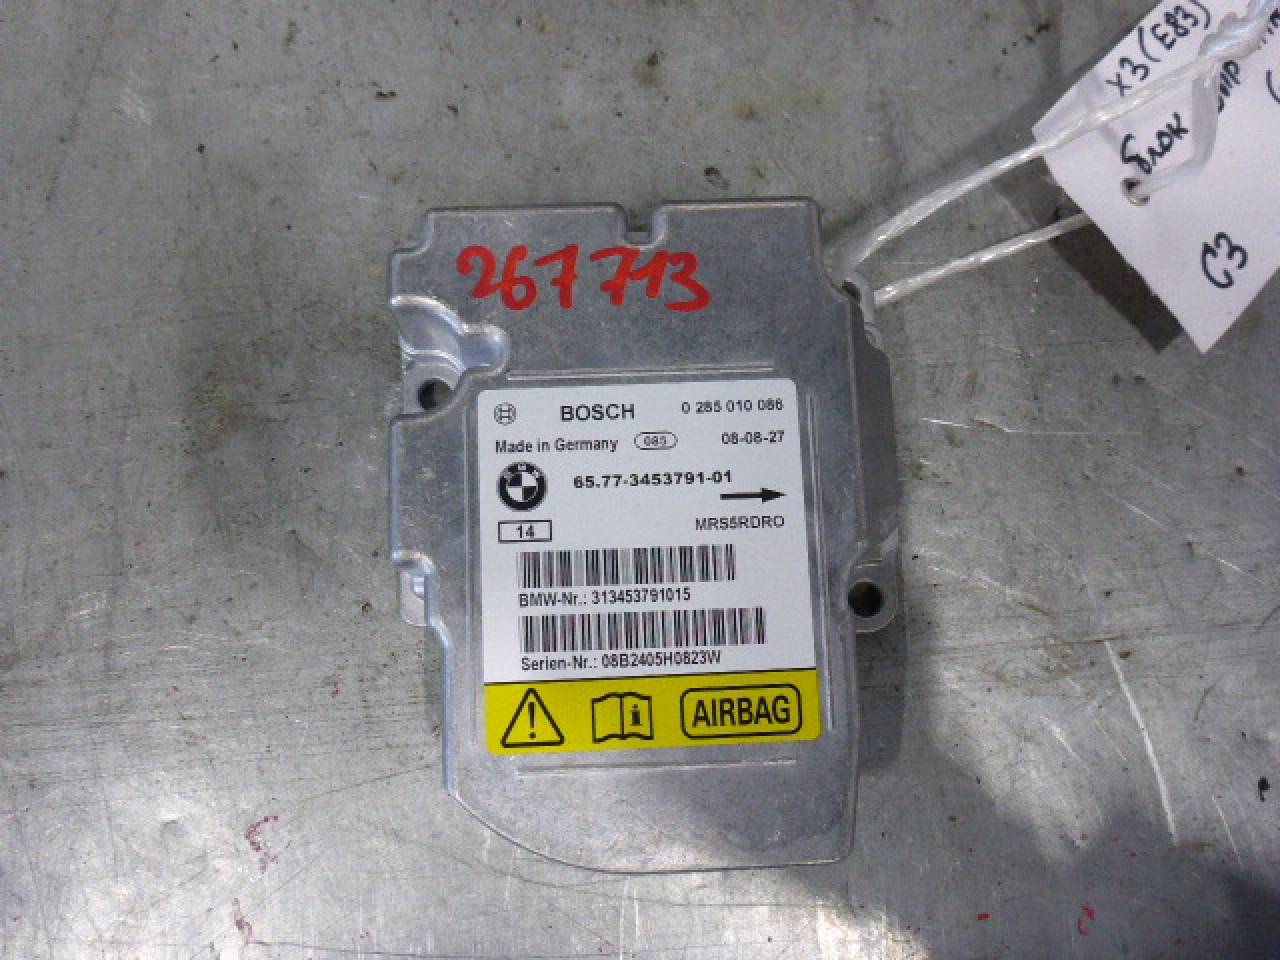 X3 (E83)
блок
C3
267713
BOSCH 0 285 010 086
Made in Germany 085 08-08-27
65.77-3453791-01
14 MRS5RDRO
BMW-Nr.: 313453791015
Serien-Nr.: 08B2405H0823W
AIRBAG